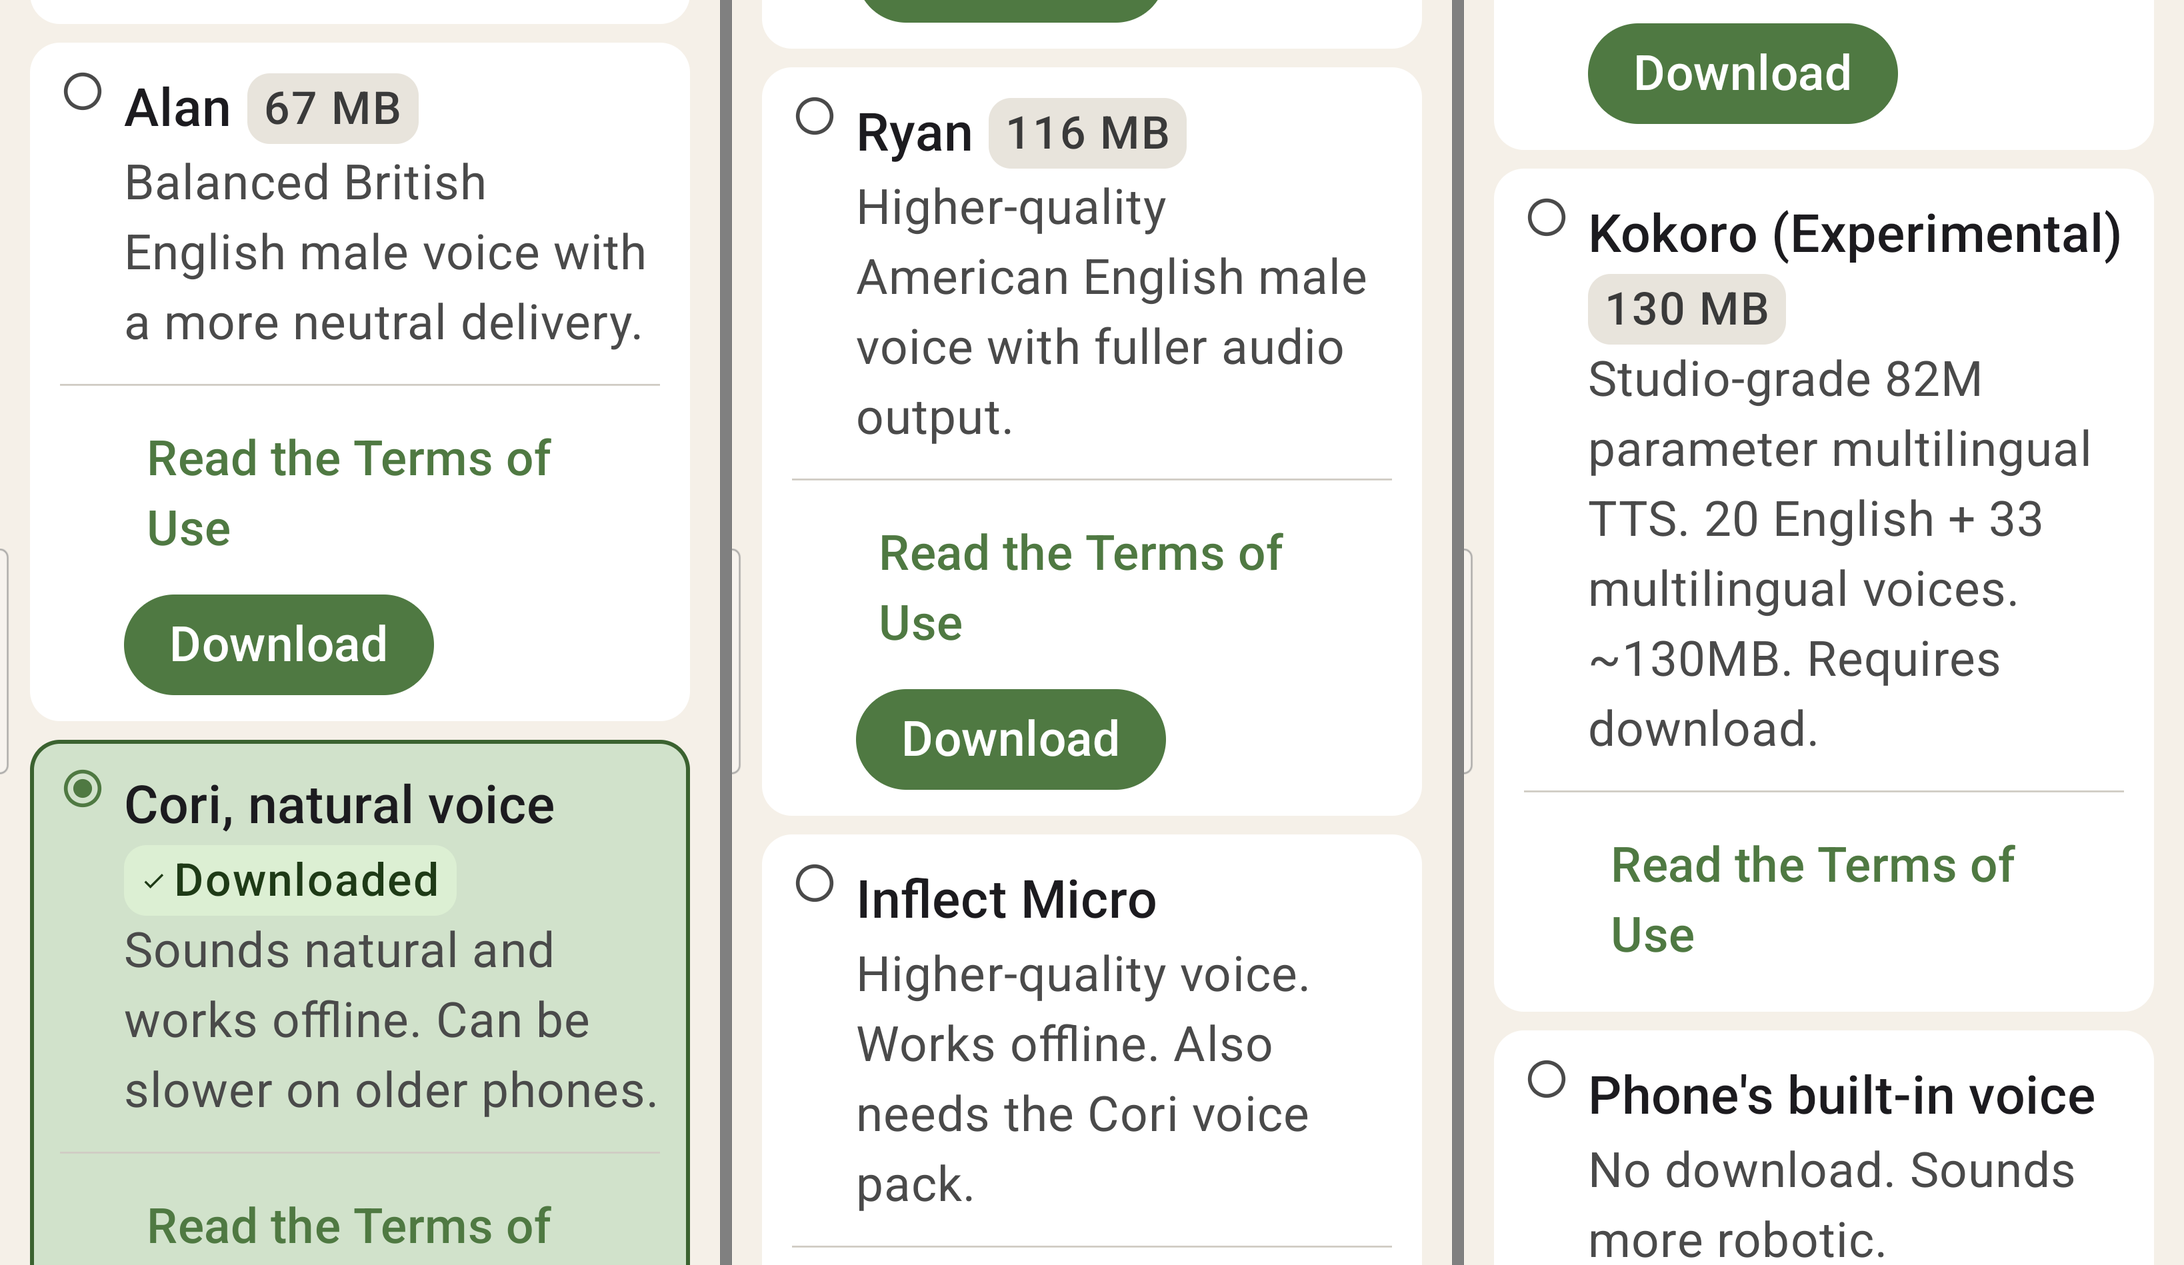 Alan 67 MB
Balanced British
English male voice with
a more neutral delivery.
Read the Terms of
Use
Download
Cori, natural voice
✓ Downloaded
Sounds natural and
works offline. Can be
slower on older phones.
Read the Terms of
Ryan 116 MB
Higher-quality
American English male
voice with fuller audio
output.
Read the Terms of
Use
Download
Inflect Micro
Higher-quality voice.
Works offline. Also
needs the Cori voice
pack.
Download
Kokoro (Experimental)
130 MB
Studio-grade 82M
parameter multilingual
TTS. 20 English + 33
multilingual voices.
~130MB. Requires
download.
Read the Terms of
Use
Phone's built-in voice
No download. Sounds
more robotic.